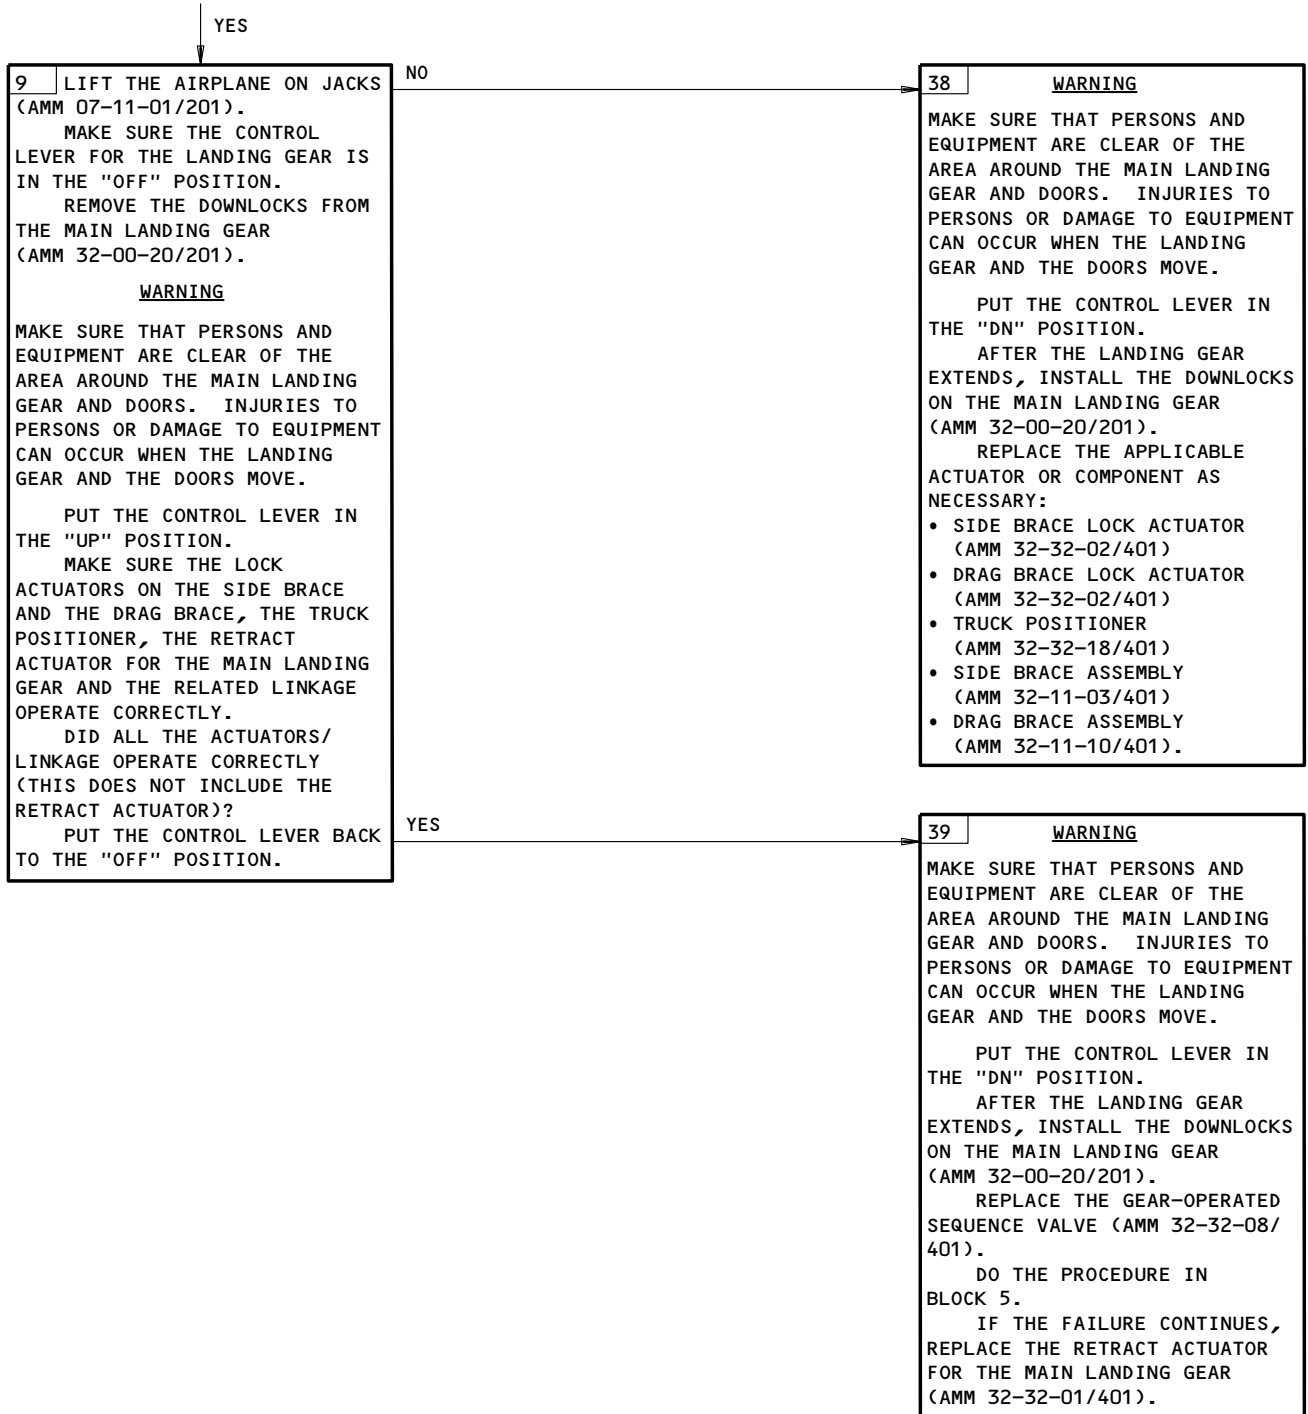 YES
9 LIFT THE AIRPLANE ON JACKS
(AMM 07-11-01/201).
MAKE SURE THE CONTROL
LEVER FOR THE LANDING GEAR IS
IN THE "OFF" POSITION.
REMOVE THE DOWNLOCKS FROM
THE MAIN LANDING GEAR
(AMM 32-00-20/201).
WARNING
MAKE SURE THAT PERSONS AND
EQUIPMENT ARE CLEAR OF THE
AREA AROUND THE MAIN LANDING
GEAR AND DOORS. INJURIES TO
PERSONS OR DAMAGE TO EQUIPMENT
CAN OCCUR WHEN THE LANDING
GEAR AND THE DOORS MOVE.
PUT THE CONTROL LEVER IN
THE "UP" POSITION.
MAKE SURE THE LOCK
ACTUATORS ON THE SIDE BRACE
AND THE DRAG BRACE, THE TRUCK
POSITIONER, THE RETRACT
ACTUATOR FOR THE MAIN LANDING
GEAR AND THE RELATED LINKAGE
OPERATE CORRECTLY.
DID ALL THE ACTUATORS/
LINKAGE OPERATE CORRECTLY
(THIS DOES NOT INCLUDE THE
RETRACT ACTUATOR)?
PUT THE CONTROL LEVER BACK
TO THE "OFF" POSITION.
NO
38 WARNING
MAKE SURE THAT PERSONS AND
EQUIPMENT ARE CLEAR OF THE
AREA AROUND THE MAIN LANDING
GEAR AND DOORS. INJURIES TO
PERSONS OR DAMAGE TO EQUIPMENT
CAN OCCUR WHEN THE LANDING
GEAR AND THE DOORS MOVE.
PUT THE CONTROL LEVER IN
THE "DN" POSITION.
AFTER THE LANDING GEAR
EXTENDS, INSTALL THE DOWNLOCKS
ON THE MAIN LANDING GEAR
(AMM 32-00-20/201).
REPLACE THE APPLICABLE
ACTUATOR OR COMPONENT AS
NECESSARY:
• SIDE BRACE LOCK ACTUATOR
(AMM 32-32-02/401)
• DRAG BRACE LOCK ACTUATOR
(AMM 32-32-02/401)
• TRUCK POSITIONER
(AMM 32-32-18/401)
• SIDE BRACE ASSEMBLY
(AMM 32-11-03/401)
• DRAG BRACE ASSEMBLY
(AMM 32-11-10/401).
YES
39 WARNING
MAKE SURE THAT PERSONS AND
EQUIPMENT ARE CLEAR OF THE
AREA AROUND THE MAIN LANDING
GEAR AND DOORS. INJURIES TO
PERSONS OR DAMAGE TO EQUIPMENT
CAN OCCUR WHEN THE LANDING
GEAR AND THE DOORS MOVE.
PUT THE CONTROL LEVER IN
THE "DN" POSITION.
AFTER THE LANDING GEAR
EXTENDS, INSTALL THE DOWNLOCKS
ON THE MAIN LANDING GEAR
(AMM 32-00-20/201).
REPLACE THE GEAR-OPERATED
SEQUENCE VALVE (AMM 32-32-08/
401).
DO THE PROCEDURE IN
BLOCK 5.
IF THE FAILURE CONTINUES,
REPLACE THE RETRACT ACTUATOR
FOR THE MAIN LANDING GEAR
(AMM 32-32-01/401).